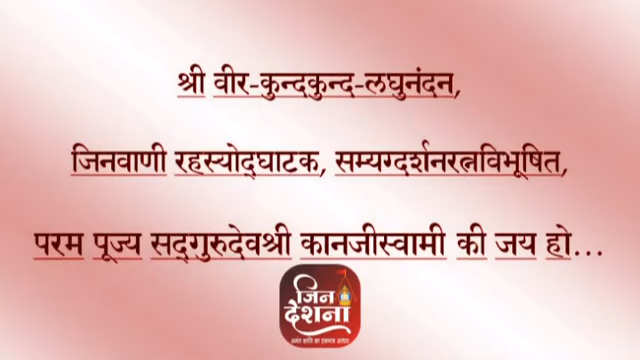 श्री वीर-कुन्दकुन्द-लघुनंदन,
जिनवाणी रहस्योद्घाटक, सम्यग्दर्शनरत्नविभूषित,
परम पूज्य सद्गुरुदेवश्री कानजीस्वामी की जय हो...
जिन
देशना